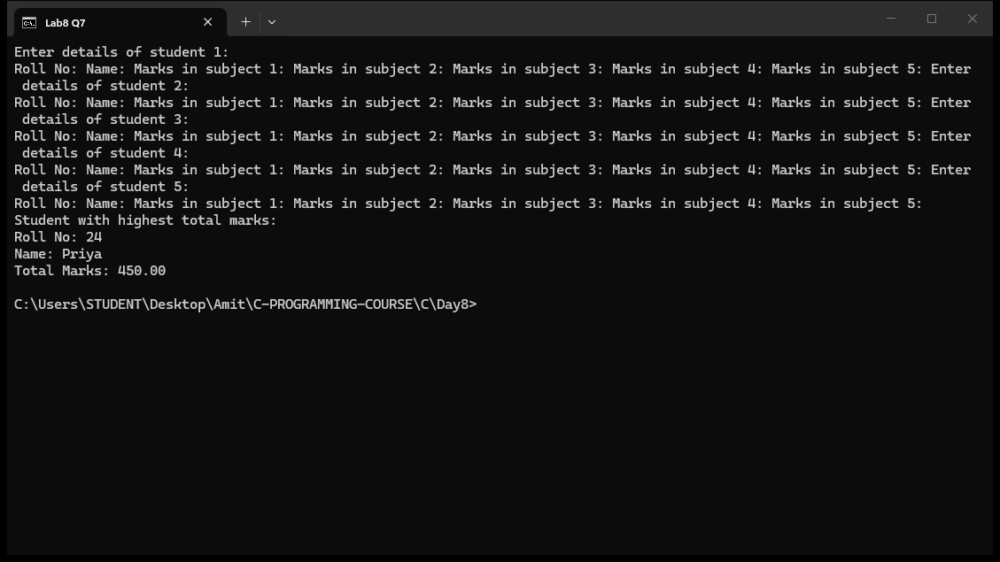 Lab8 Q7
Enter details of student 1:
Roll No: Name: Marks in subject 1: Marks in subject 2: Marks in subject 3: Marks in subject 4: Marks in subject 5: Enter
details of student 2:
Roll No: Name: Marks in subject 1: Marks in subject 2: Marks in subject 3: Marks in subject 4: Marks in subject 5: Enter
details of student 3:
Roll No: Name: Marks in subject 1: Marks in subject 2: Marks in subject 3: Marks in subject 4: Marks in subject 5: Enter
details of student 4:
Roll No: Name: Marks in subject 1: Marks in subject 2: Marks in subject 3: Marks in subject 4: Marks in subject 5: Enter
details of student 5:
Roll No: Name: Marks in subject 1: Marks in subject 2: Marks in subject 3: Marks in subject 4: Marks in subject 5:
Student with highest total marks:
Roll No: 24
Name: Priya
Total Marks: 450.00
C:\Users\STUDENT\Desktop\Amit\C-PROGRAMMING-COURSE\C\Day8>